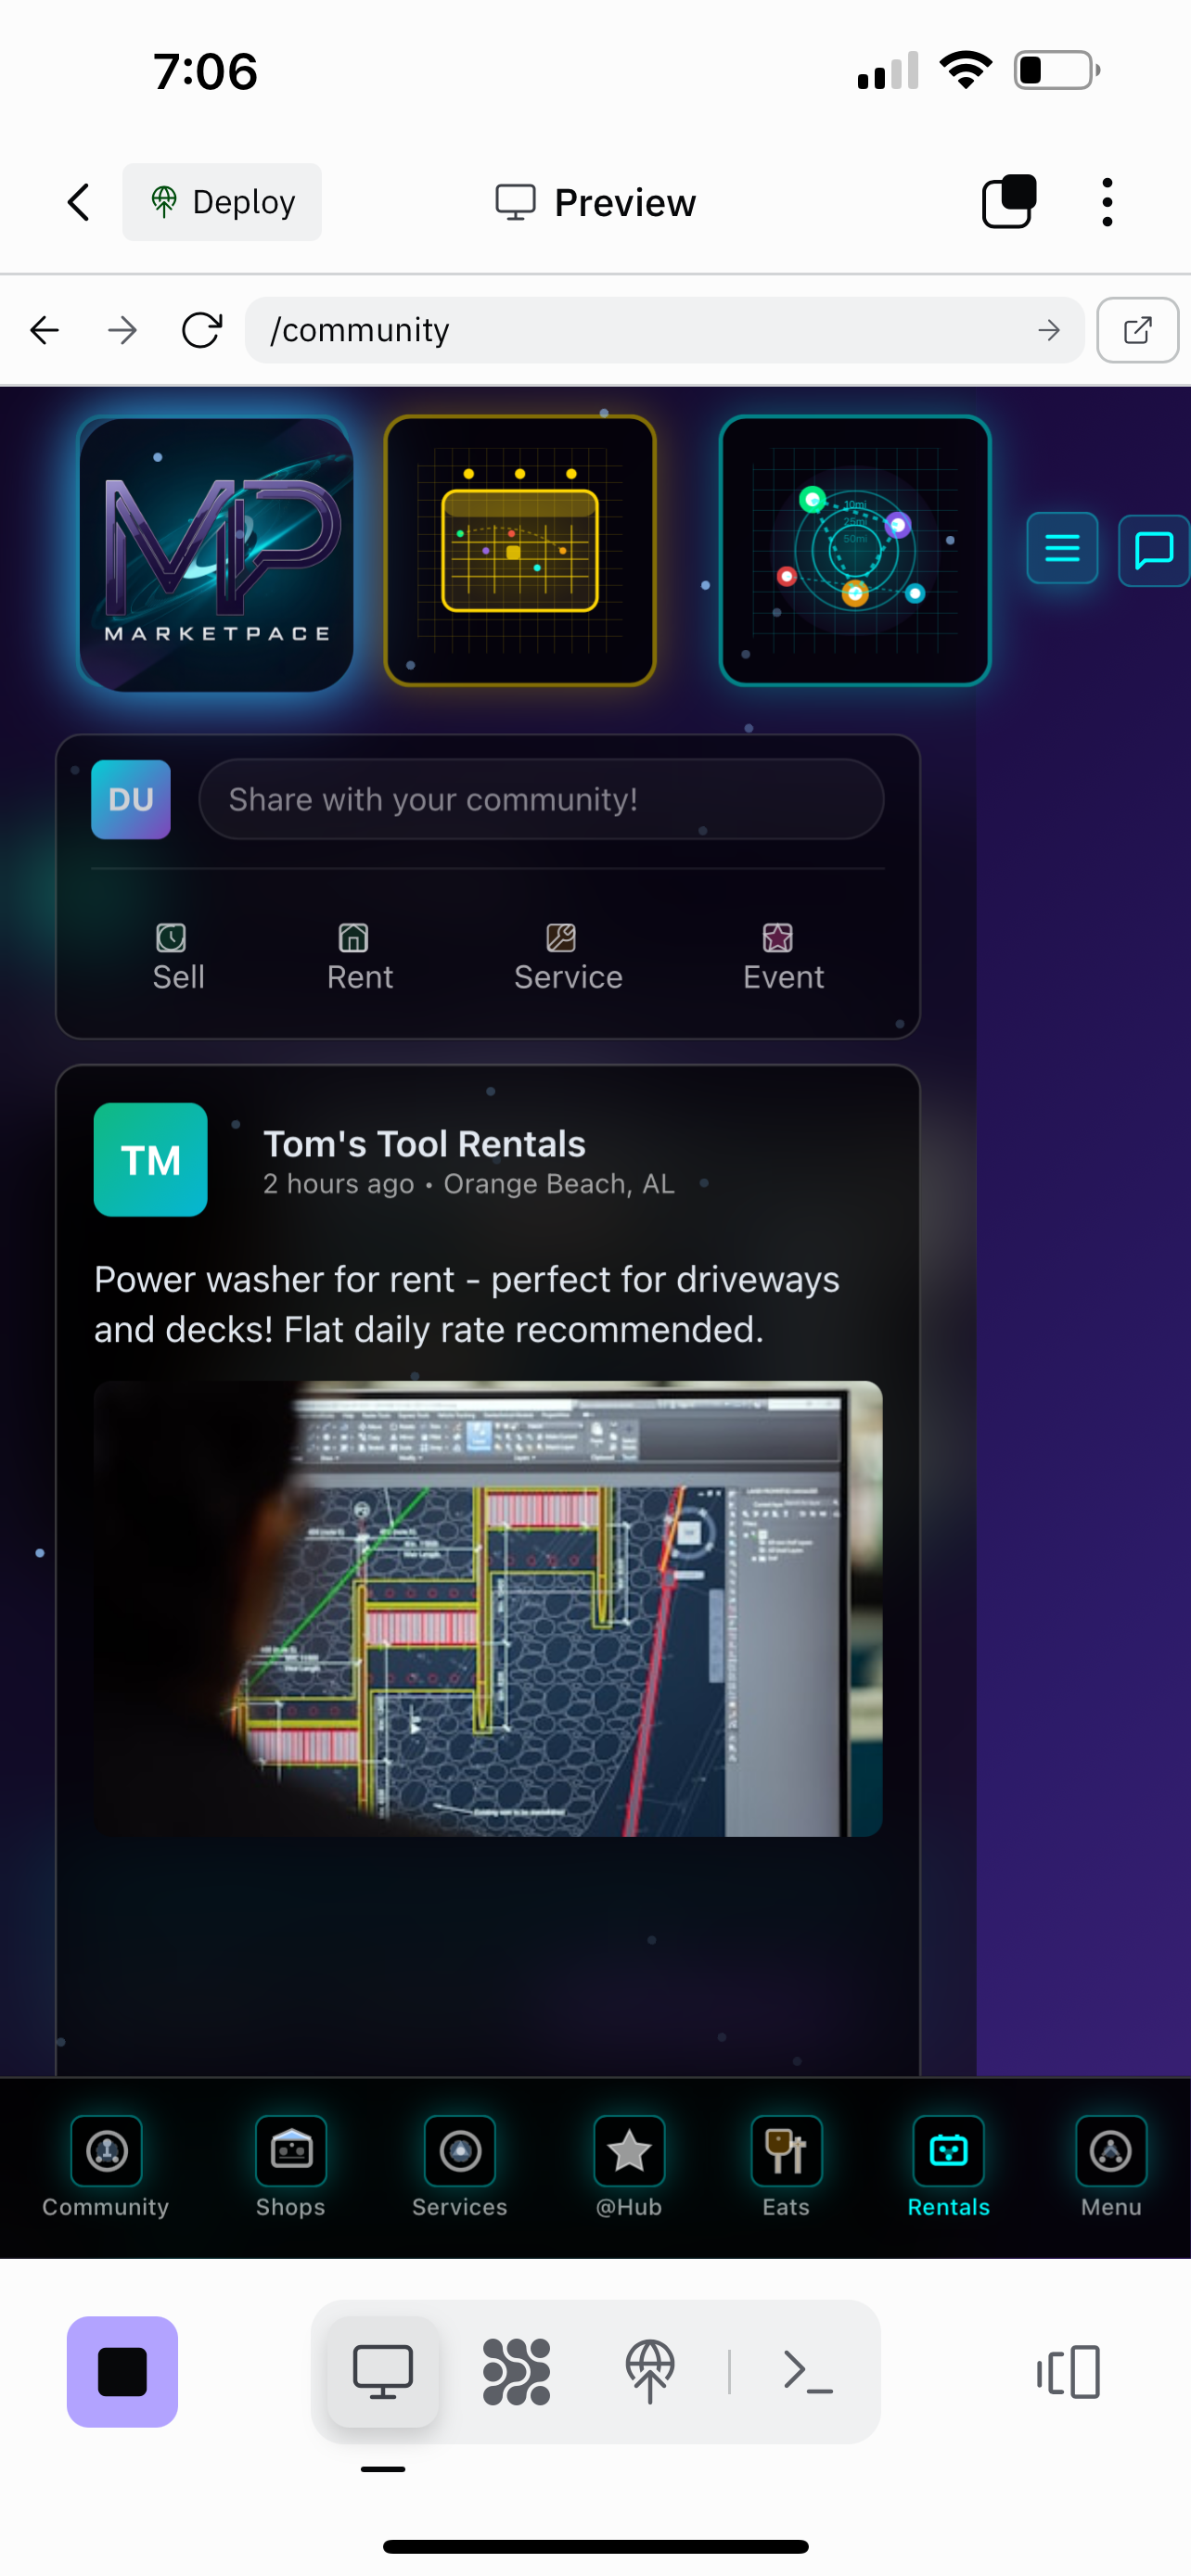 7:06
Deploy
Preview
/community
MP
MARKETPACE
10mi
25mi
50mi
DU
Share with your community!
Sell
Rent
Service
Event
TM
Tom's Tool Rentals
2 hours ago • Orange Beach, AL
Power washer for rent - perfect for driveways
and decks! Flat daily rate recommended.
Community
Shops
Services
@Hub
Eats
Rentals
Menu